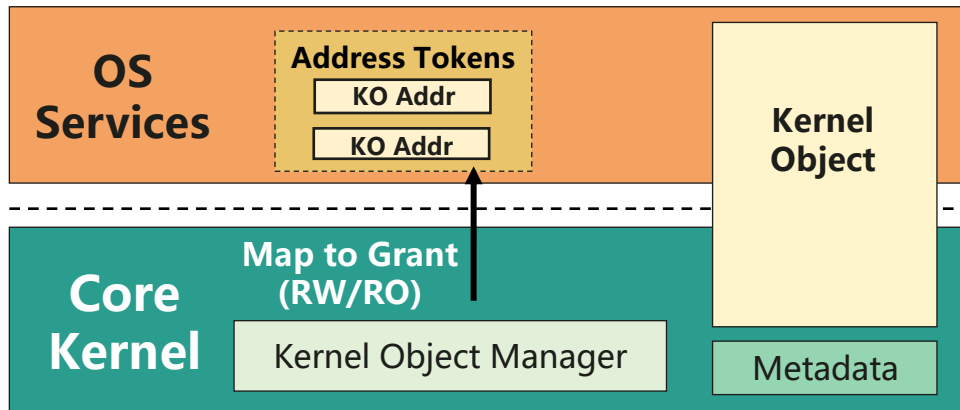 OS
Services
Address Tokens
KO Addr
KO Addr
Kernel
Object
Map to Grant
(RW/RO)
Core
Kernel
Kernel Object Manager
Metadata